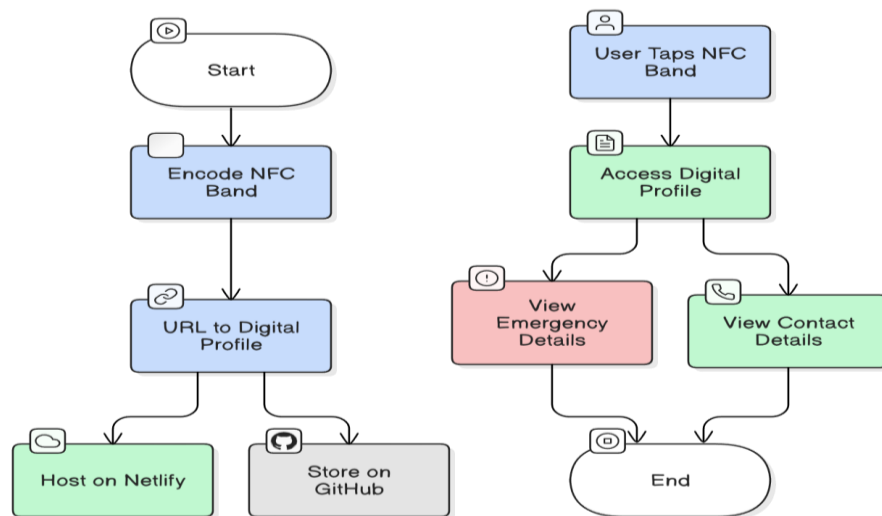 Start
Encode NFC
Band
URL to Digital
Profile
Host on Netlify
Store on
GitHub
User Taps NFC
Band
Access Digital
Profile
View
Emergency
Details
View Contact
Details
End